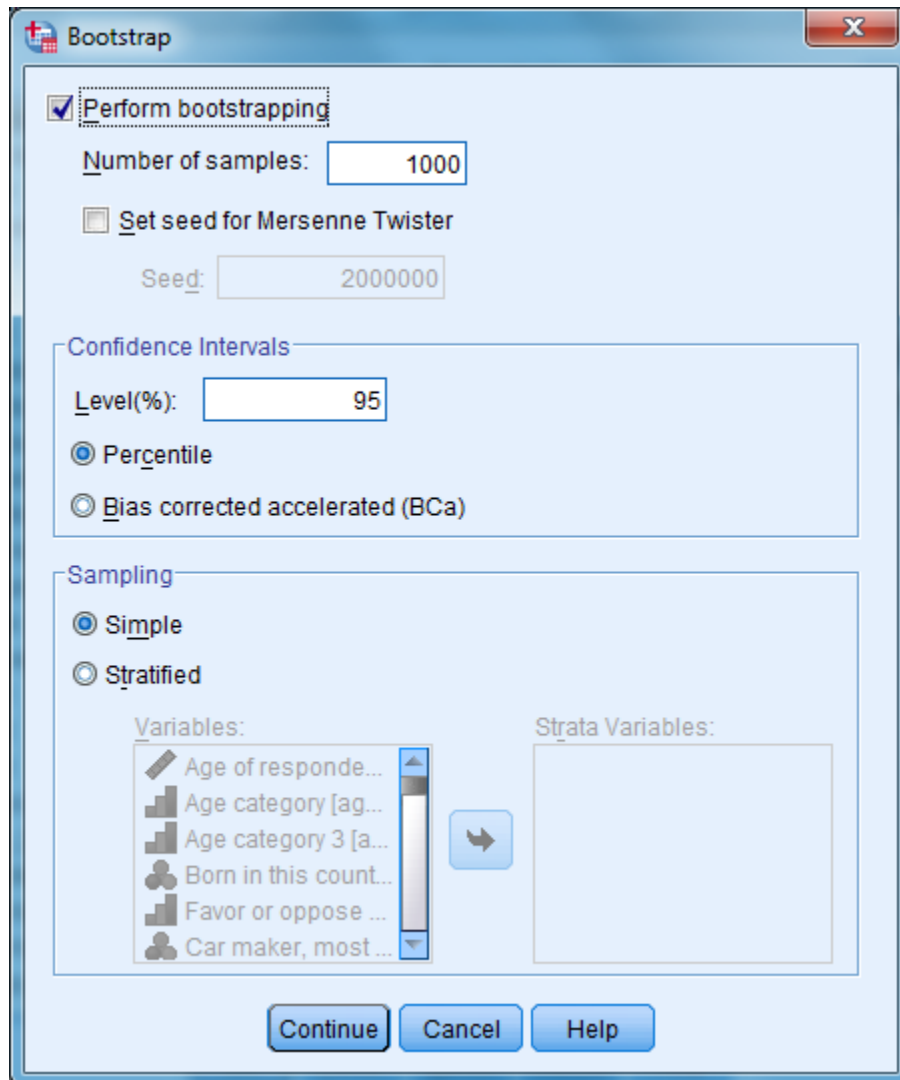 Bootstrap
Perform bootstrapping
Number of samples: 1000
Set seed for Mersenne Twister
Seed: 2000000
Confidence Intervals
Level(%): 95
Percentile
Bias corrected accelerated (BCa)
Sampling
Simple
Stratified
Variables: Strata Variables:
Age of responde...
Age category [ag...
Age category 3 [a...
Born in this count...
Favor or oppose ...
Car maker, most ...
Continue Cancel Help